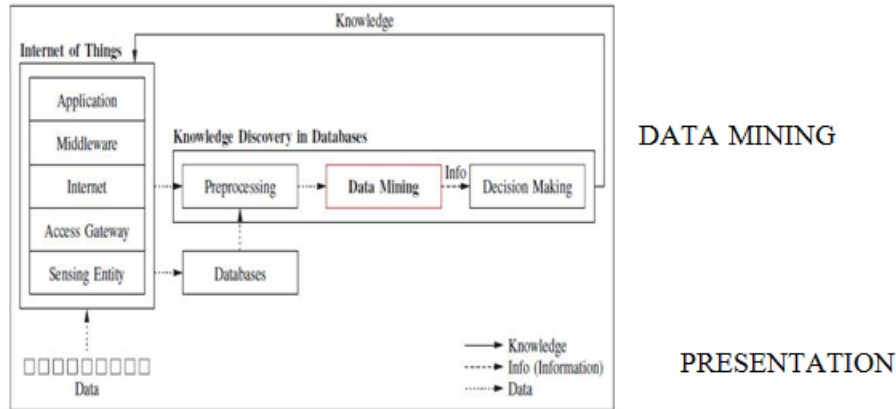 Knowledge
Internet of Things
Application
Middleware
Internet
Access Gateway
Sensing Entity
Data
Knowledge Discovery in Databases
Preprocessing
Data Mining
Info
Decision Making
Databases
Knowledge
Info (Information)
Data
DATA MINING
PRESENTATION